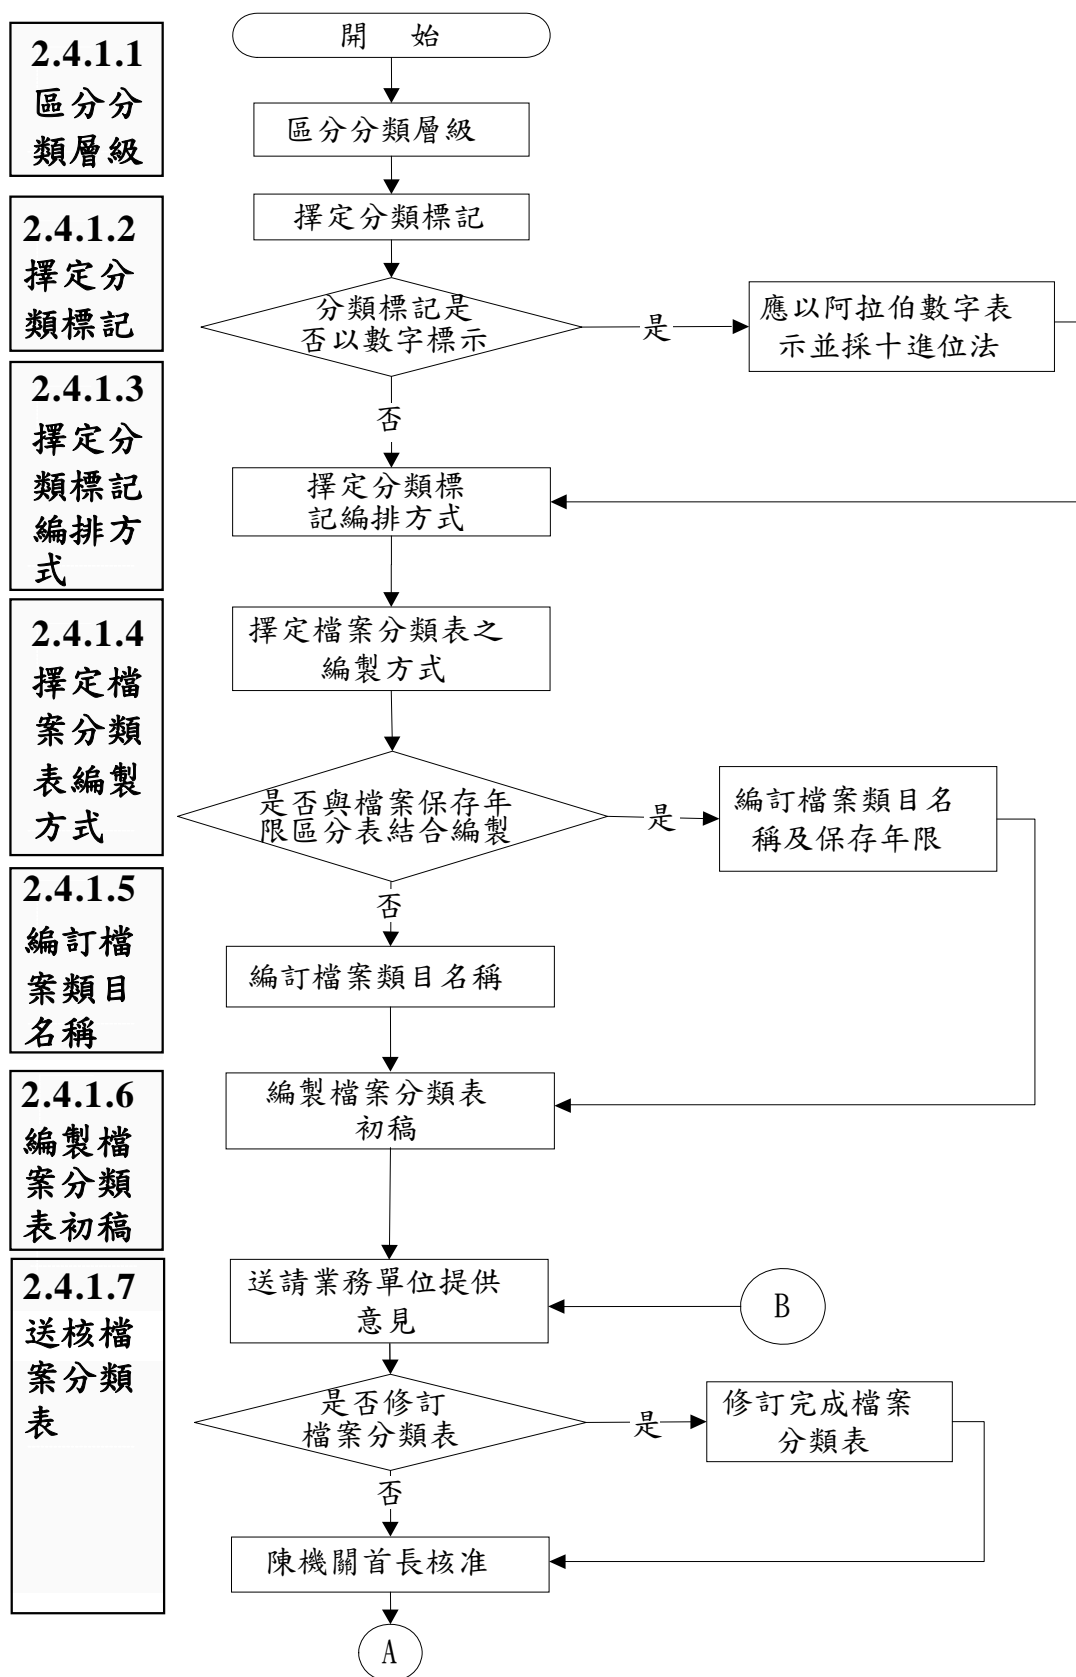 2.4.1.1
區分分
類層級
2.4.1.2
擇定分
類標記
2.4.1.3
擇定分
類標記
編排方
式
2.4.1.4
擇定檔
案分類
表編製
方式
2.4.1.5
編訂檔
案類目
名稱
2.4.1.6
編製檔
案分類
表初稿
2.4.1.7
送核檔
案分類
表
開 始
區分分類層級
擇定分類標記
分類標記是
否以數字標示
是
應以阿拉伯數字表
示並採十進位法
否
擇定分類標
記編排方式
擇定檔案分類表之
編製方式
是否與檔案保存年
限區分表結合編製
是
編訂檔案類目名
稱及保存年限
否
編訂檔案類目名稱
編製檔案分類表
初稿
送請業務單位提供
意見
B
是否修訂
檔案分類表
是
修訂完成檔案
分類表
否
陳機關首長核准
A